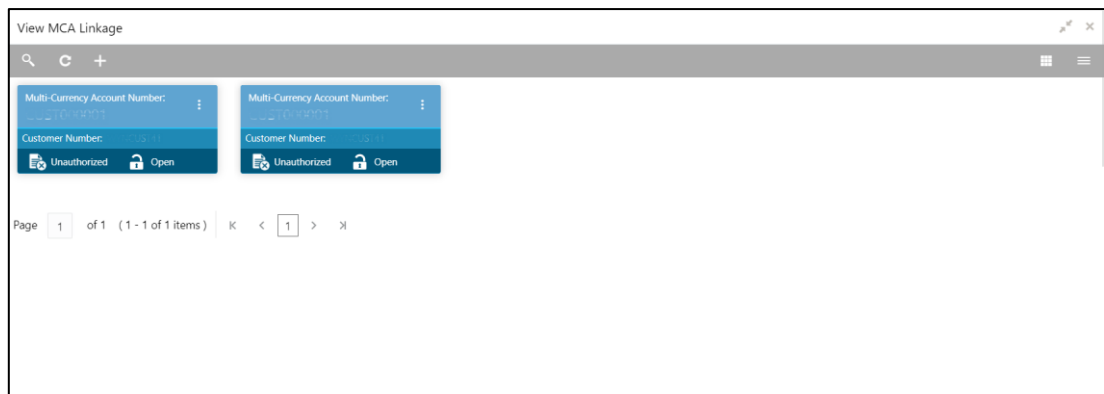 View MCA Linkage
Multi-Currency Account Number: Multi-Currency Account Number:
Customer Number: Customer Number:
Unauthorized Open Unauthorized Open
Page 1 of 1 ( 1 - 1 of 1 items ) K < 1 > >|